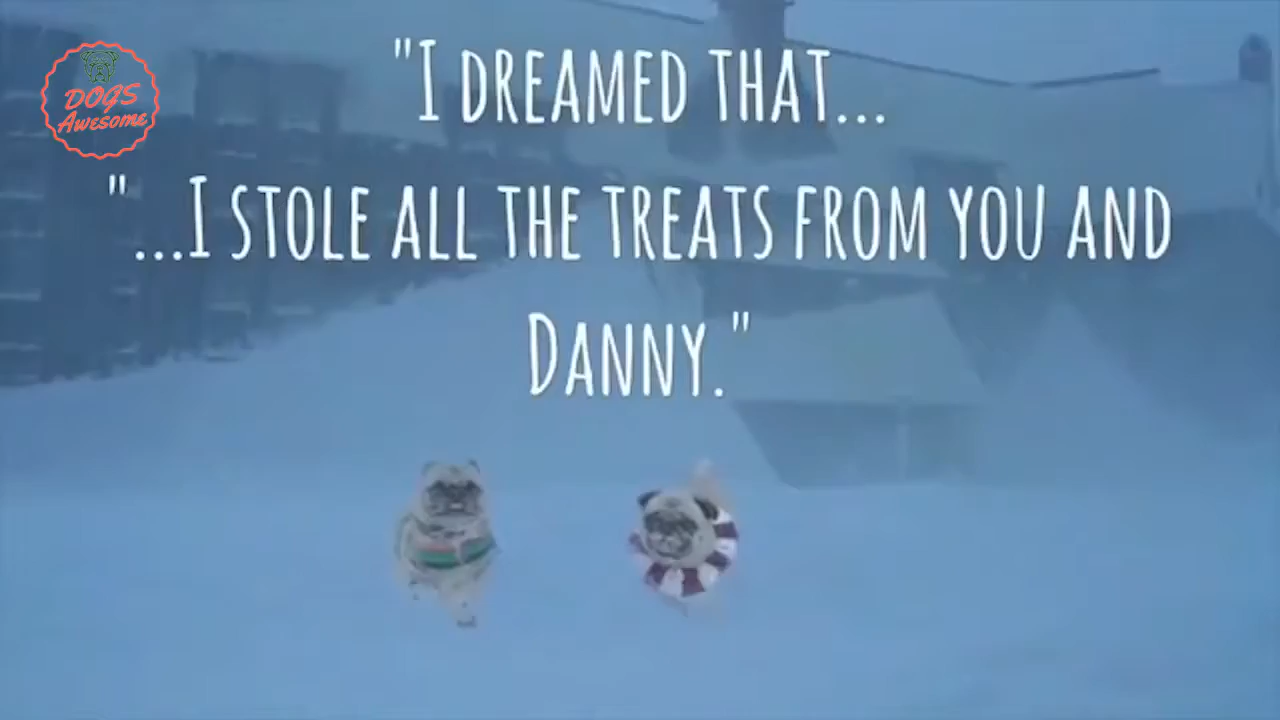 DOGS
Awesome
"I DREAMED THAT...
"...I STOLE ALL THE TREATS FROM YOU AND
DANNY."